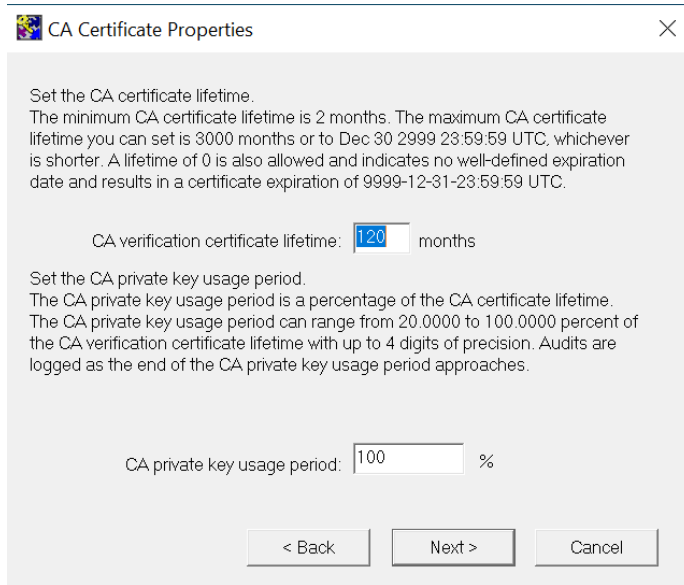 CA Certificate Properties
Set the CA certificate lifetime.
The minimum CA certificate lifetime is 2 months. The maximum CA certificate
lifetime you can set is 3000 months or to Dec 30 2999 23:59:59 UTC, whichever
is shorter. A lifetime of 0 is also allowed and indicates no well-defined expiration
date and results in a certificate expiration of 9999-12-31-23:59:59 UTC.
CA verification certificate lifetime: 120 months
Set the CA private key usage period.
The CA private key usage period is a percentage of the CA certificate lifetime.
The CA private key usage period can range from 20.0000 to 100.0000 percent of
the CA verification certificate lifetime with up to 4 digits of precision. Audits are
logged as the end of the CA private key usage period approaches.
CA private key usage period: 100 %
< Back Next > Cancel